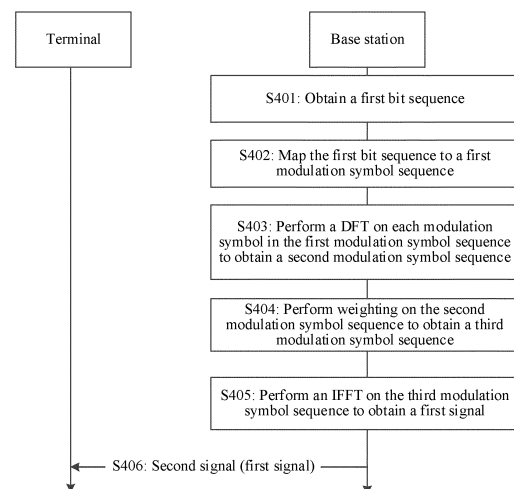 Terminal
Base station
S401: Obtain a first bit sequence
S402: Map the first bit sequence to a first
modulation symbol sequence
S403: Perform a DFT on each modulation
symbol in the first modulation symbol sequence
to obtain a second modulation symbol sequence
S404: Perform weighting on the second
modulation symbol sequence to obtain a third
modulation symbol sequence
S405: Perform an IFFT on the third modulation
symbol sequence to obtain a first signal
S406: Second signal (first signal)